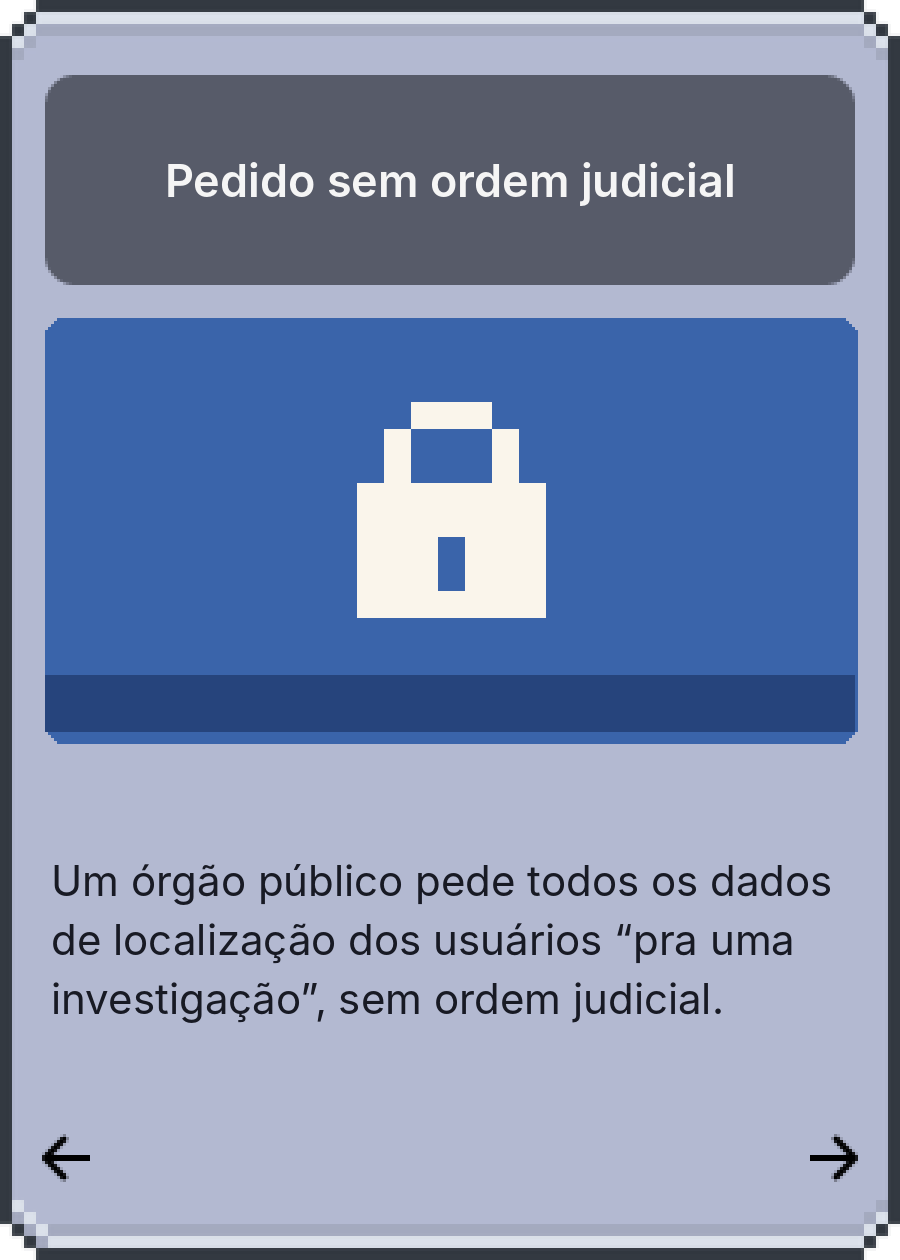 Pedido sem ordem judicial
Um órgão público pede todos os dados
de localização dos usuários “pra uma
investigação”, sem ordem judicial.